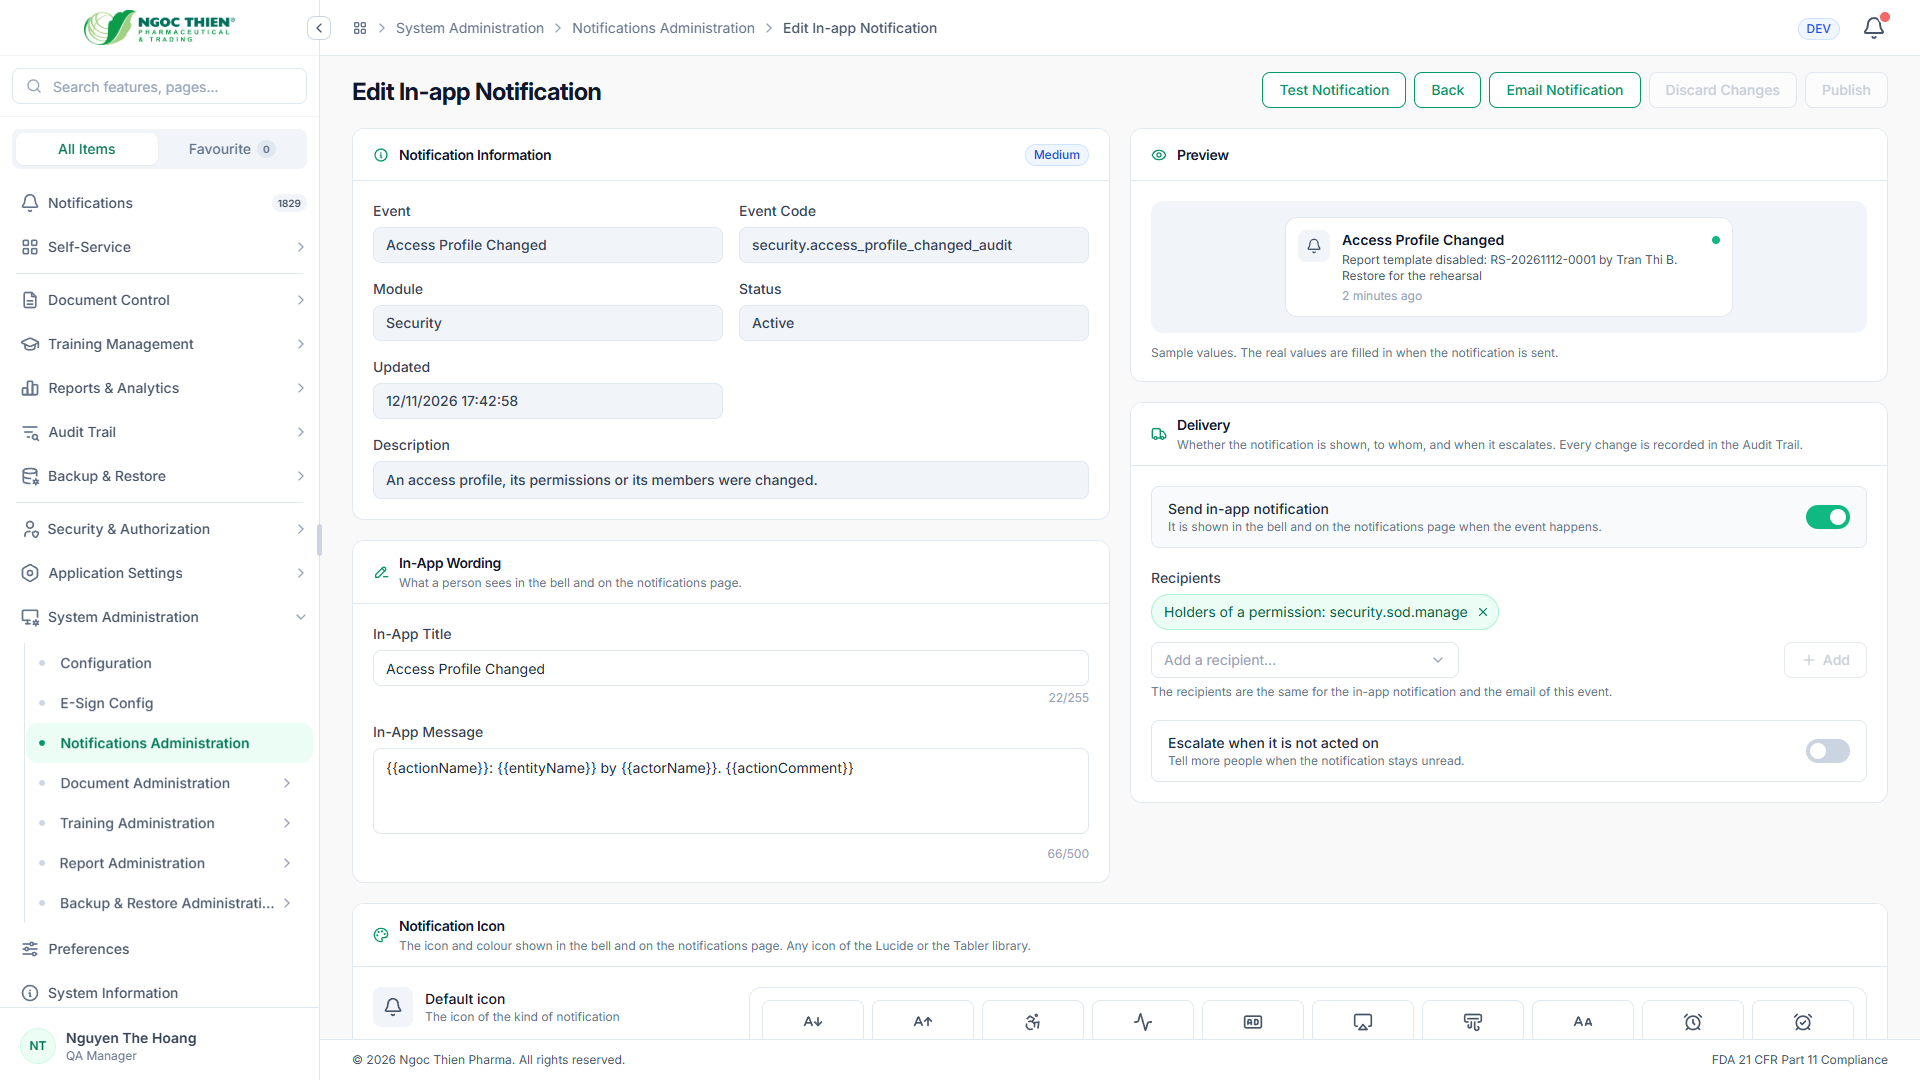 NGOC THIEN®
PHARMACEUTICAL
& TRADING
System Administration
Notifications Administration
Edit In-app Notification
DEV
Search features, pages...
All Items
Favourite 0
Notifications 1829
Self-Service
Document Control
Training Management
Reports & Analytics
Audit Trail
Backup & Restore
Security & Authorization
Application Settings
System Administration
Configuration
E-Sign Config
Notifications Administration
Document Administration
Training Administration
Report Administration
Backup & Restore Administrati...
Preferences
System Information
NT
Nguyen The Hoang
QA Manager
Edit In-app Notification
Test Notification
Back
Email Notification
Discard Changes
Publish
Notification Information
Medium
Event
Access Profile Changed
Event Code
security.access_profile_changed_audit
Module
Security
Status
Active
Updated
12/11/2026 17:42:58
Description
An access profile, its permissions or its members were changed.
In-App Wording
What a person sees in the bell and on the notifications page.
In-App Title
Access Profile Changed
22/255
In-App Message
{{actionName}}: {{entityName}} by {{actorName}}. {{actionComment}}
66/500
Preview
Access Profile Changed
Report template disabled: RS-20261112-0001 by Tran Thi B.
Restore for the rehearsal
2 minutes ago
Sample values. The real values are filled in when the notification is sent.
Delivery
Whether the notification is shown, to whom, and when it escalates. Every change is recorded in the Audit Trail.
Send in-app notification
It is shown in the bell and on the notifications page when the event happens.
Recipients
Holders of a permission: security.sod.manage
Add a recipient...
Add
The recipients are the same for the in-app notification and the email of this event.
Escalate when it is not acted on
Tell more people when the notification stays unread.
Notification Icon
The icon and colour shown in the bell and on the notifications page. Any icon of the Lucide or the Tabler library.
Default icon
The icon of the kind of notification
© 2026 Ngoc Thien Pharma. All rights reserved.
FDA 21 CFR Part 11 Compliance